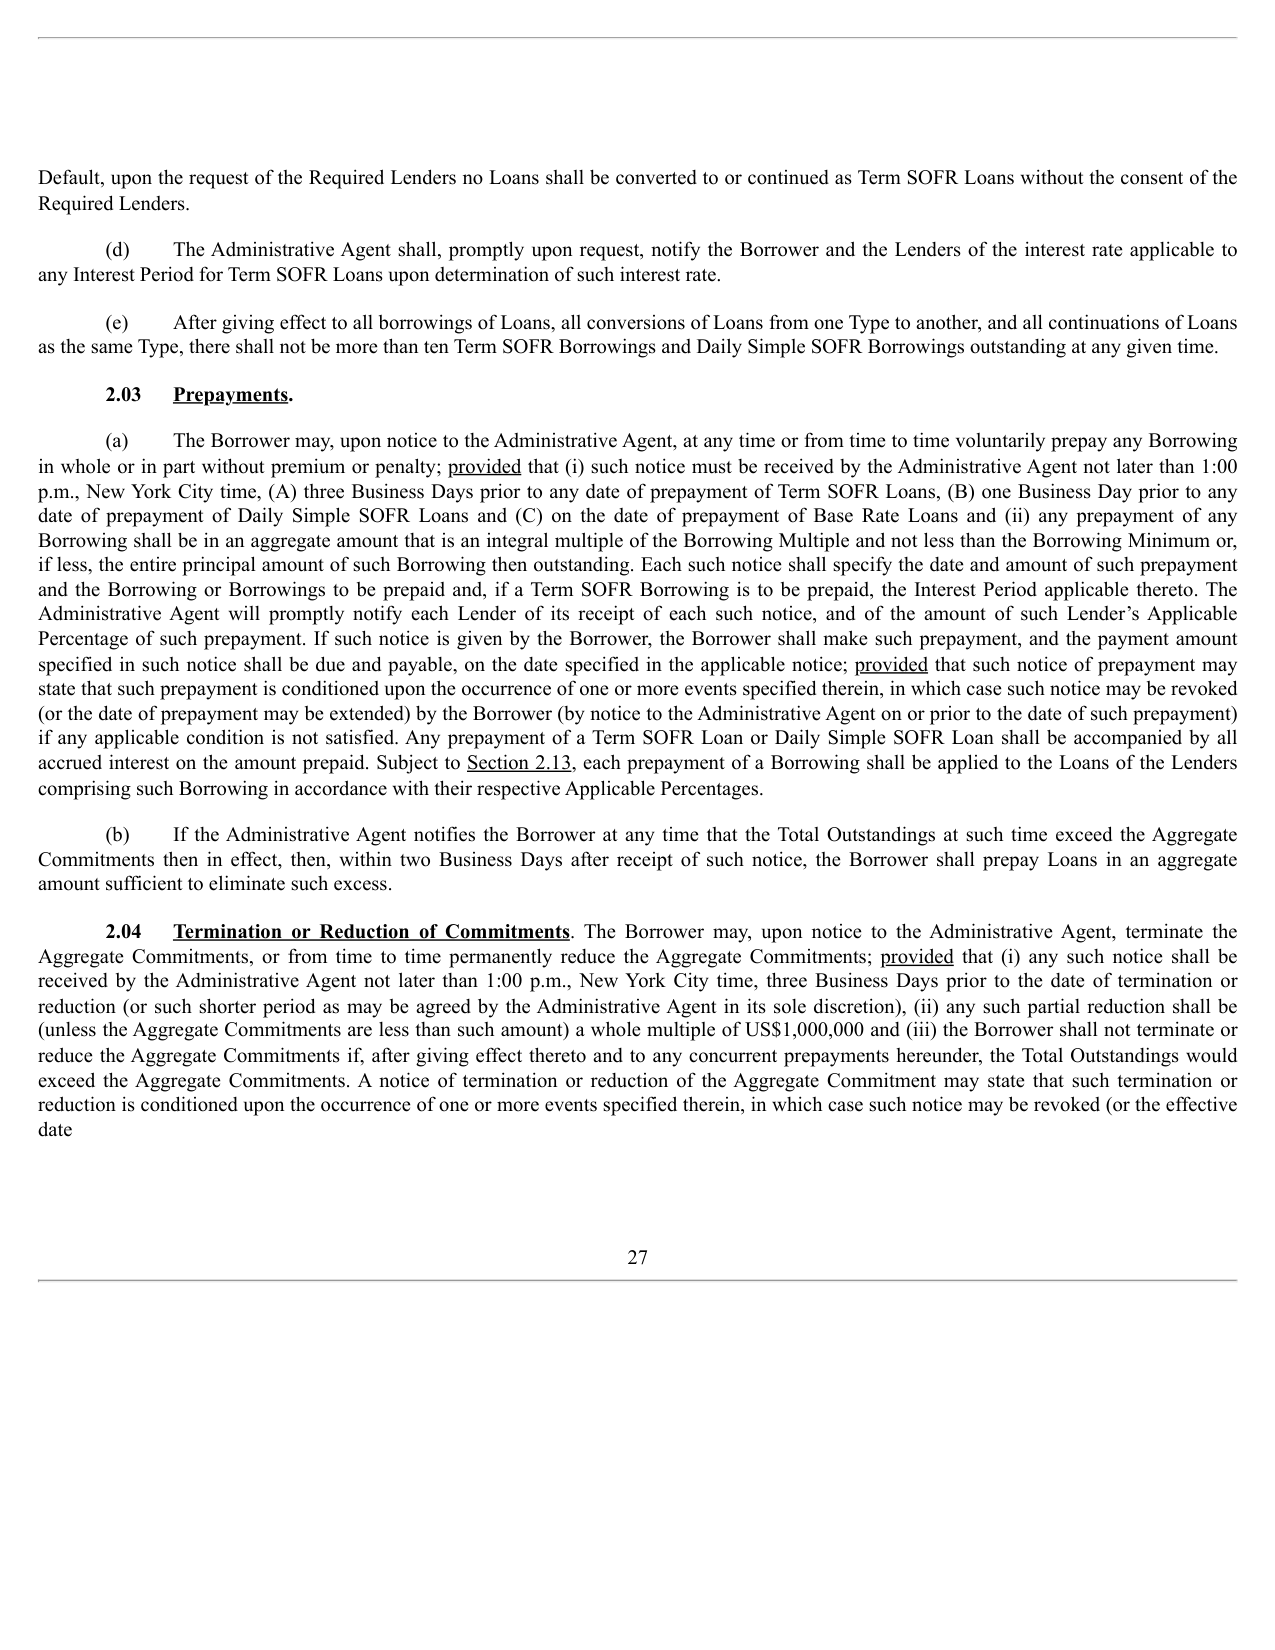 Default, upon the request of the Required Lenders no Loans shall be converted to or continued as Term SOFR Loans without the consent of the
Required Lenders.
(d) The Administrative Agent shall, promptly upon request, notify the Borrower and the Lenders of the interest rate applicable to
any Interest Period for Term SOFR Loans upon determination of such interest rate.
(e) After giving effect to all borrowings of Loans, all conversions of Loans from one Type to another, and all continuations of Loans
as the same Type, there shall not be more than ten Term SOFR Borrowings and Daily Simple SOFR Borrowings outstanding at any given time.
2.03 Prepayments.
(a) The Borrower may, upon notice to the Administrative Agent, at any time or from time to time voluntarily prepay any Borrowing
in whole or in part without premium or penalty; provided that (i) such notice must be received by the Administrative Agent not later than 1:00
p.m., New York City time, (A) three Business Days prior to any date of prepayment of Term SOFR Loans, (B) one Business Day prior to any
date of prepayment of Daily Simple SOFR Loans and (C) on the date of prepayment of Base Rate Loans and (ii) any prepayment of any
Borrowing shall be in an aggregate amount that is an integral multiple of the Borrowing Multiple and not less than the Borrowing Minimum or,
if less, the entire principal amount of such Borrowing then outstanding. Each such notice shall specify the date and amount of such prepayment
and the Borrowing or Borrowings to be prepaid and, if a Term SOFR Borrowing is to be prepaid, the Interest Period applicable thereto. The
Administrative Agent will promptly notify each Lender of its receipt of each such notice, and of the amount of such Lender’s Applicable
Percentage of such prepayment. If such notice is given by the Borrower, the Borrower shall make such prepayment, and the payment amount
specified in such notice shall be due and payable, on the date specified in the applicable notice; provided that such notice of prepayment may
state that such prepayment is conditioned upon the occurrence of one or more events specified therein, in which case such notice may be revoked
(or the date of prepayment may be extended) by the Borrower (by notice to the Administrative Agent on or prior to the date of such prepayment)
if any applicable condition is not satisfied. Any prepayment of a Term SOFR Loan or Daily Simple SOFR Loan shall be accompanied by all
accrued interest on the amount prepaid. Subject to Section 2.13, each prepayment of a Borrowing shall be applied to the Loans of the Lenders
comprising such Borrowing in accordance with their respective Applicable Percentages.
(b) If the Administrative Agent notifies the Borrower at any time that the Total Outstandings at such time exceed the Aggregate
Commitments then in effect, then, within two Business Days after receipt of such notice, the Borrower shall prepay Loans in an aggregate
amount sufficient to eliminate such excess.
2.04 Termination or Reduction of Commitments. The Borrower may, upon notice to the Administrative Agent, terminate the
Aggregate Commitments, or from time to time permanently reduce the Aggregate Commitments; provided that (i) any such notice shall be
received by the Administrative Agent not later than 1:00 p.m., New York City time, three Business Days prior to the date of termination or
reduction (or such shorter period as may be agreed by the Administrative Agent in its sole discretion), (ii) any such partial reduction shall be
(unless the Aggregate Commitments are less than such amount) a whole multiple of US$1,000,000 and (iii) the Borrower shall not terminate or
reduce the Aggregate Commitments if, after giving effect thereto and to any concurrent prepayments hereunder, the Total Outstandings would
exceed the Aggregate Commitments. A notice of termination or reduction of the Aggregate Commitment may state that such termination or
reduction is conditioned upon the occurrence of one or more events specified therein, in which case such notice may be revoked (or the effective
date
27